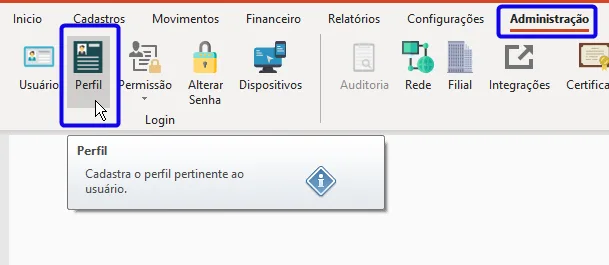 Inicio Cadastros Movimentos Financeiro Relatórios Configurações Administração
Usuário Perfil Permissão Alterar Senha Dispositivos Auditoria Rede Filial Integrações Certifica
Login
Perfil
Cadastra o perfil pertinente ao
usuário.